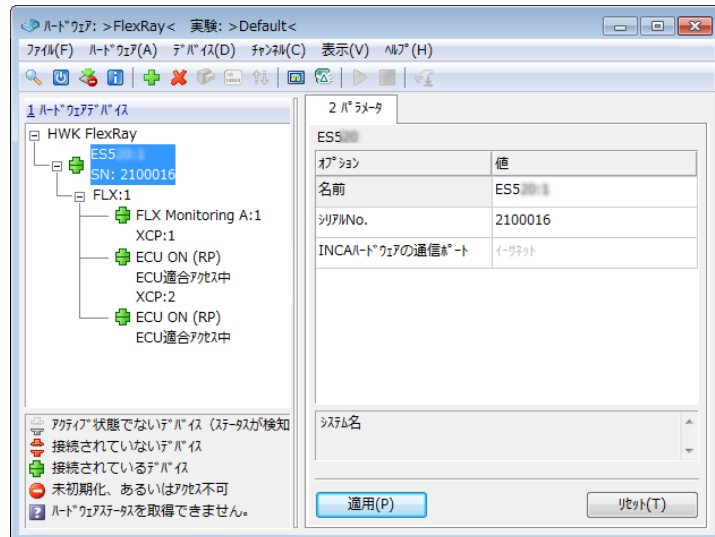 ﾊｰﾄﾞｳｪｱ: >FlexRay<  実験: >Default<
ﾌｧｲﾙ(F) ﾊｰﾄﾞｳｪｱ(A) ﾃﾞﾊﾞｲｽ(D) ﾁｬﾝﾈﾙ(C) 表示(V) ﾍﾙﾌﾟ(H)
1 ﾊｰﾄﾞｳｪｱﾃﾞﾊﾞｲｽ
HWK FlexRay
ES5
SN: 2100016
FLX:1
FLX Monitoring A:1
XCP:1
ECU ON (RP)
ECU適合ｱｸｾｽ中
XCP:2
ECU ON (RP)
ECU適合ｱｸｾｽ中
ｱｸﾃｨﾌﾞ状態でないﾃﾞﾊﾞｲｽ (ｽﾃｰﾀｽが検知
接続されていないﾃﾞﾊﾞｲｽ
接続されているﾃﾞﾊﾞｲｽ
未初期化、あるいはｱｸｾｽ不可
ﾊｰﾄﾞｳｪｱｽﾃｰﾀｽを取得できません。
2 ﾊﾟﾗﾒｰﾀ
ES5
ｵﾌﾟｼｮﾝ 値
名前 ES5
ｼﾘｱﾙNo. 2100016
INCAﾊｰﾄﾞｳｪｱの通信ﾎﾟｰﾄ ｲｰｻﾈｯﾄ
ｼｽﾃﾑ名
適用(P) ﾘｾｯﾄ(T)